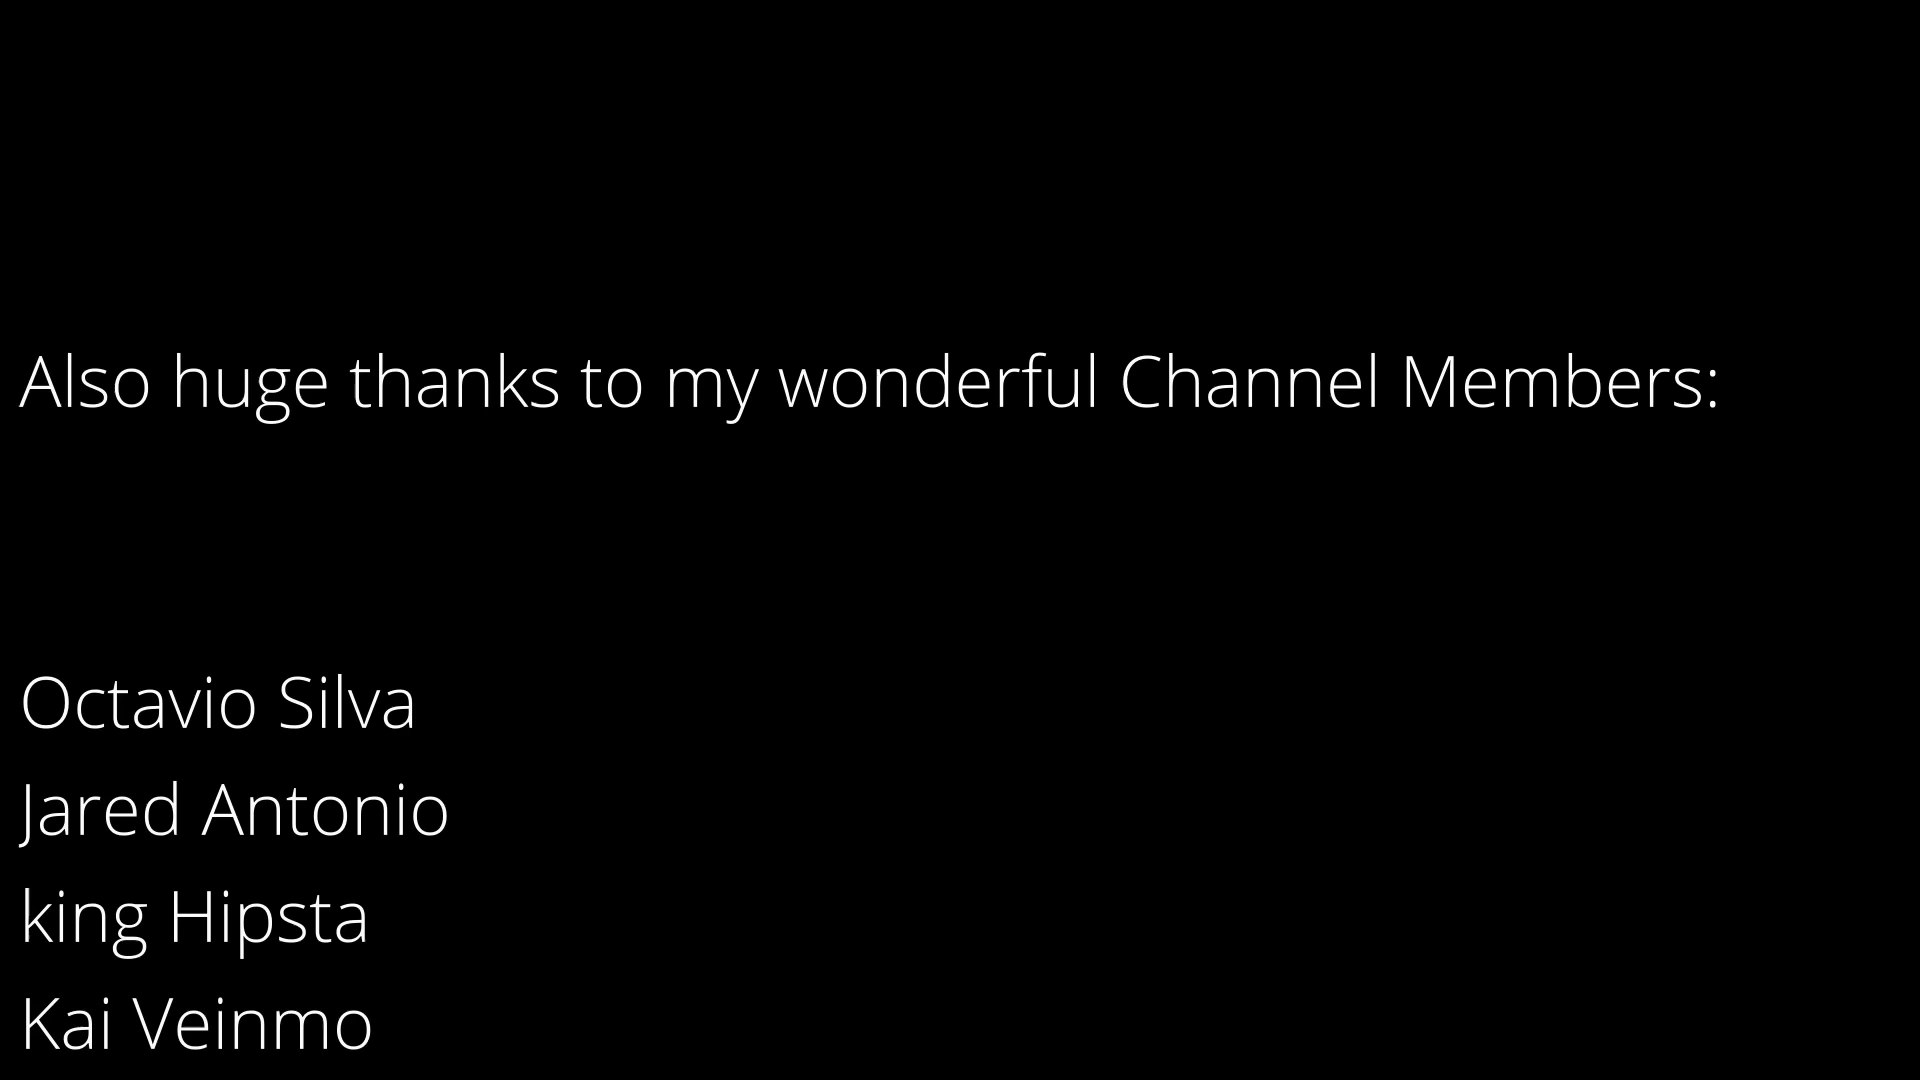 Also huge thanks to my wonderful Channel Members:
Octavio Silva
Jared Antonio
king Hipsta
Kai Veinmo